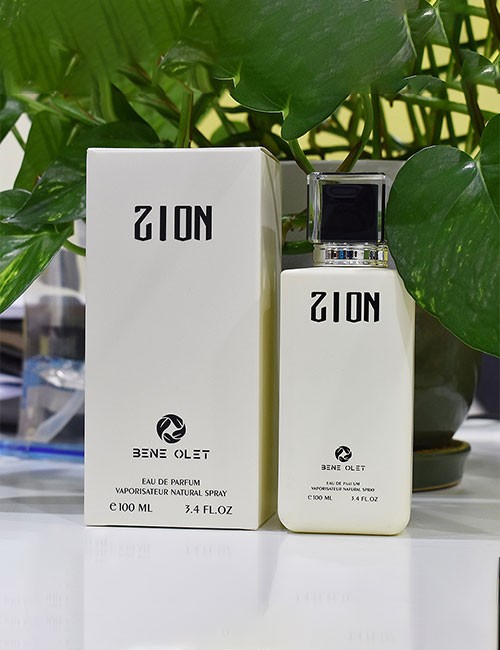 ZION
BENE OLET
EAU DE PARFUM
VAPORISATEUR NATURAL SPRAY
℮100 ML 3.4 FL.OZ
ZION
BENE OLET
EAU DE PARFUM
VAPORISATEUR NATURAL SPRAY
℮100 ML 3.4 FL.OZ